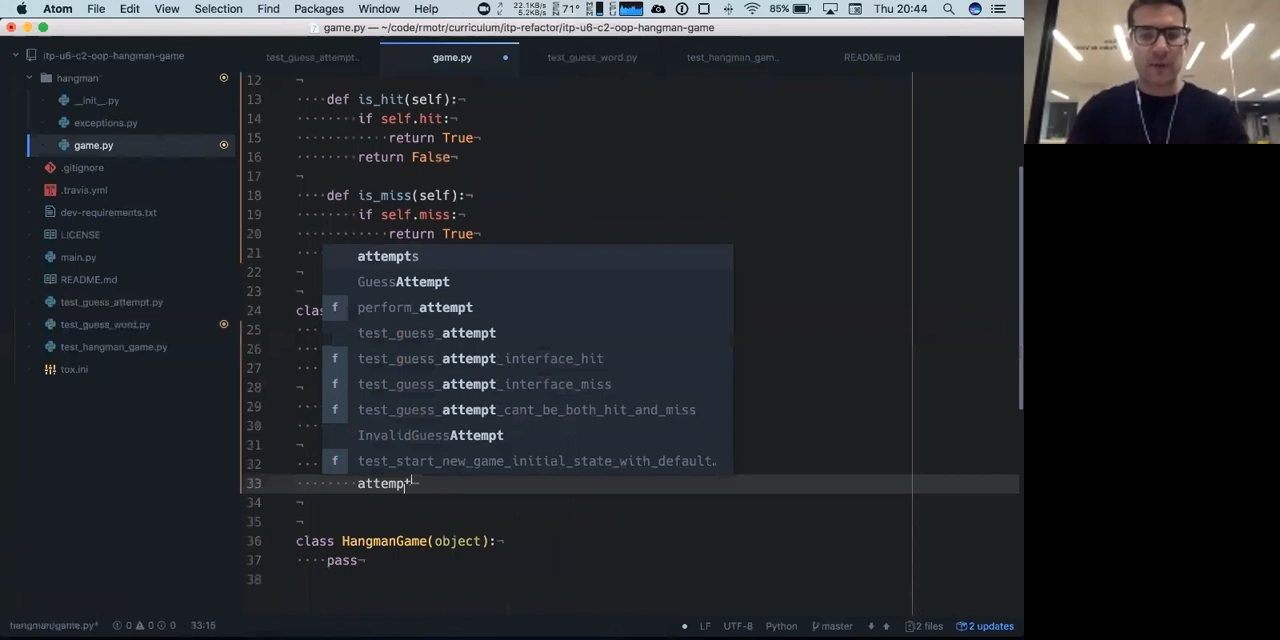 Atom File Edit View Selection Find Packages Window Help
22.1KB/s
5.2KB/s
71°
85%
Thu 20:44
game.py — ~/code/rmotr/curriculum/itp-refactor/itp-u6-c2-oop-hangman-game
itp-u6-c2-oop-hangman-game
hangman
__init__.py
exceptions.py
game.py
.gitignore
.travis.yml
dev-requirements.txt
LICENSE
main.py
README.md
test_guess_attempt.py
test_guess_word.py
test_hangman_game.py
tox.ini
test_guess_attempt.. game.py test_guess_word.py test_hangman_gam.. README.md
12 ¬
13 ····def is_hit(self):¬
14 ········if self.hit:¬
15 ············return True¬
16 ········return False¬
17 ¬
18 ····def is_miss(self):¬
19 ········if self.miss:¬
20 ············return True¬
21 ····
22 ¬
23 ¬
24 clas
25 ···
26 ···
27 ···
28 ···
29 ···
30 ···
31 ¬
32 ···
33 ········attempt¬
34 ¬
35 ¬
36 class HangmanGame(object):¬
37 ····pass¬
38
attempts
GuessAttempt
f perform_attempt
test_guess_attempt
f test_guess_attempt_interface_hit
f test_guess_attempt_interface_miss
f test_guess_attempt_cant_be_both_hit_and_miss
InvalidGuessAttempt
f test_start_new_game_initial_state_with_default…
hangman/game.py* 0 0 0 33:15
LF UTF-8 Python master 2 files 2 updates